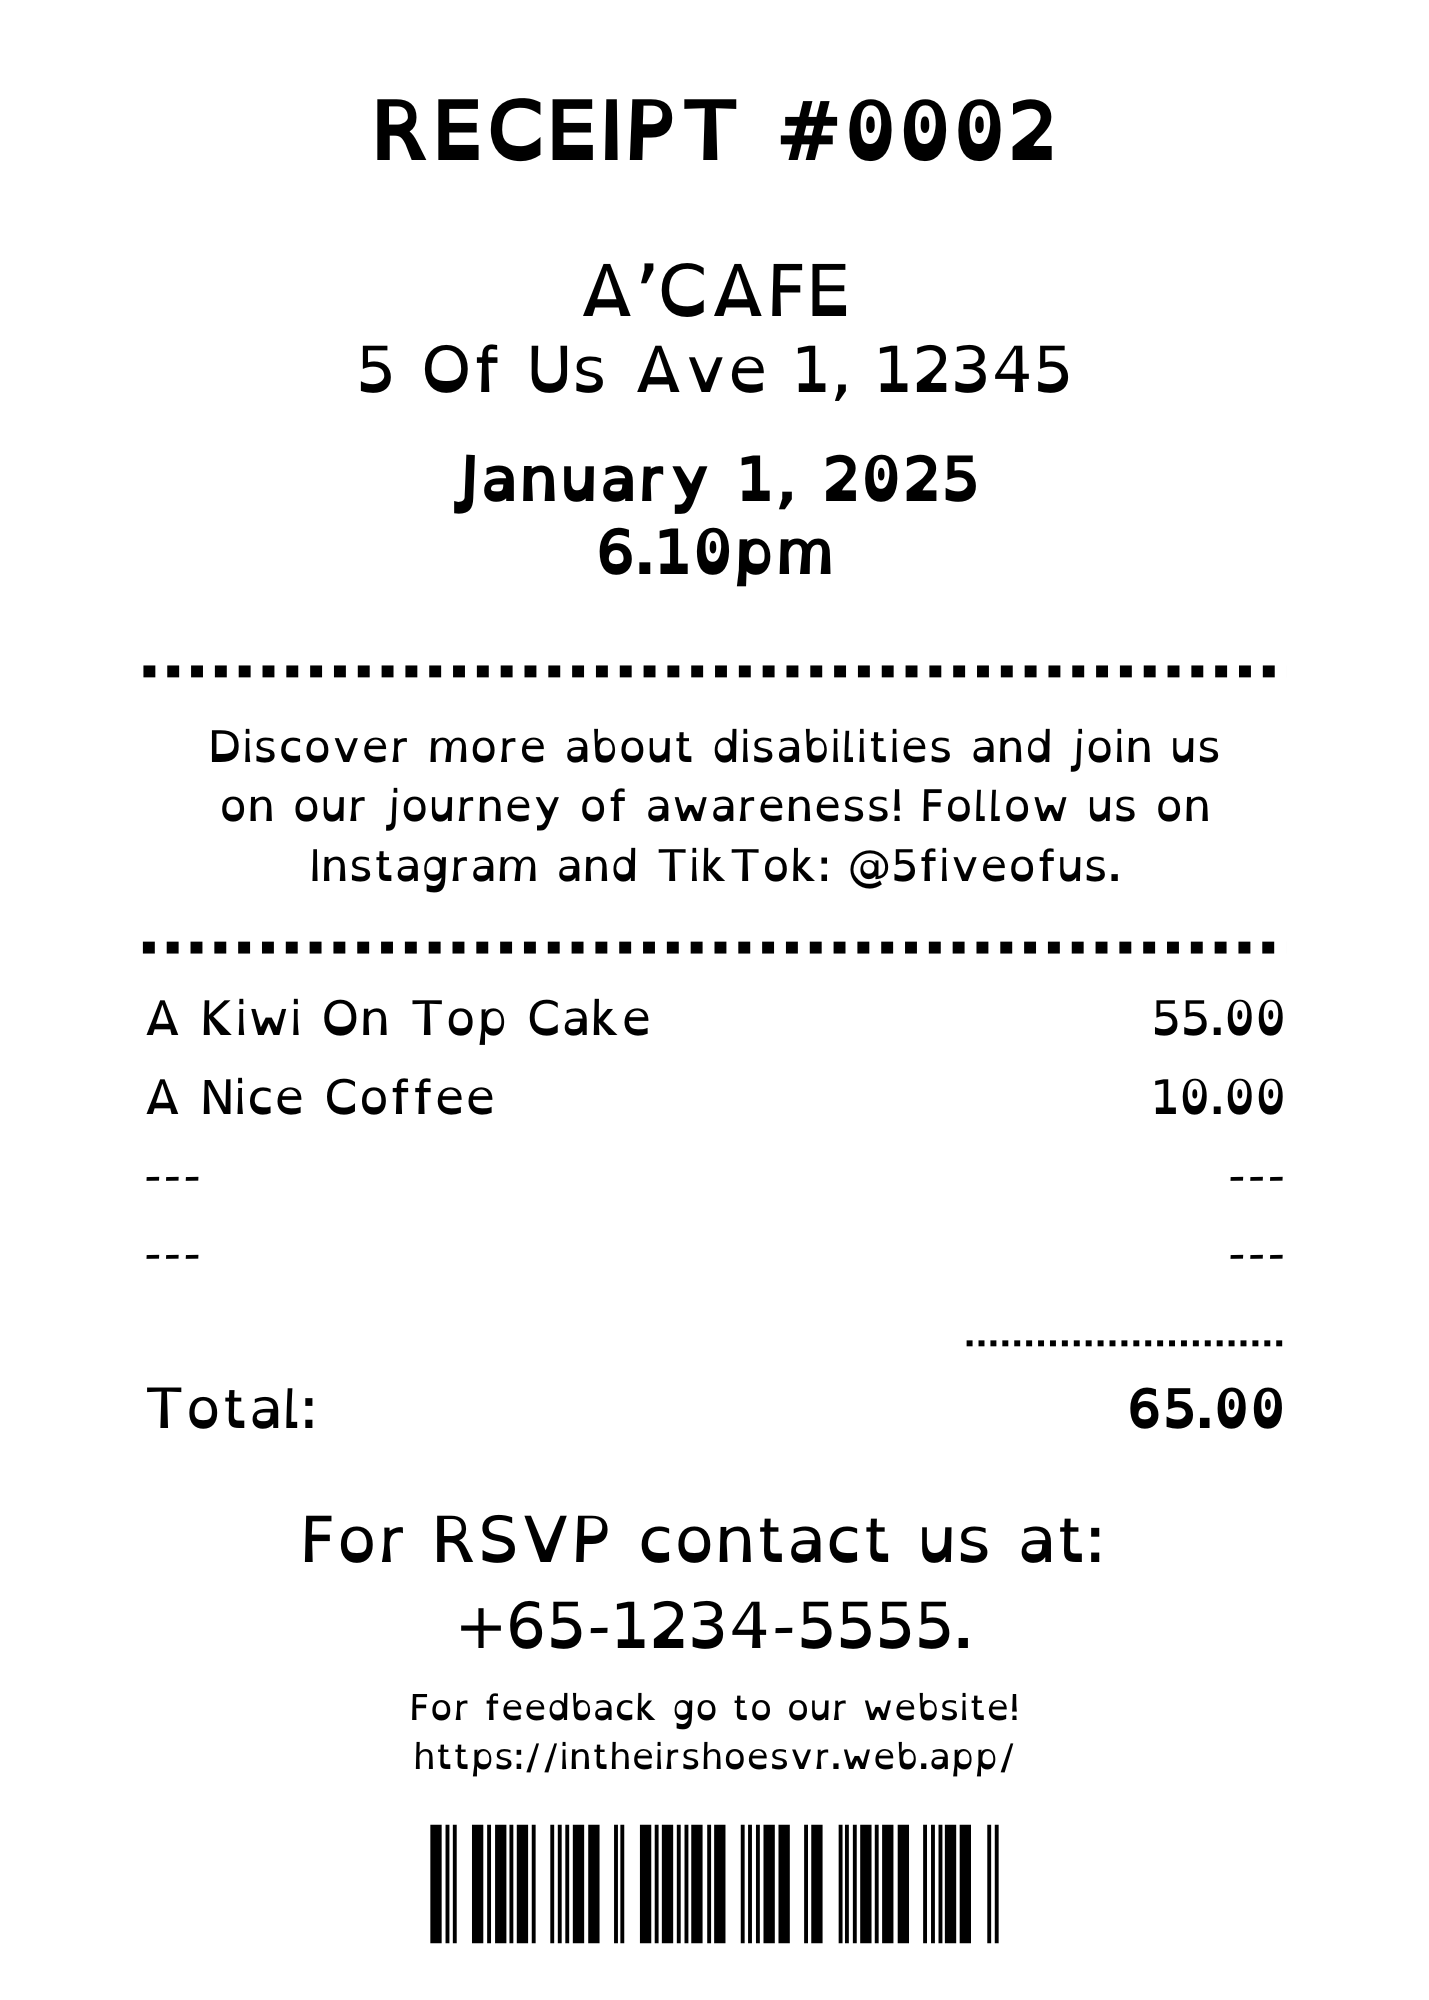 RECEIPT #0002
A’CAFE
5 Of Us Ave 1, 12345
January 1, 2025
6.10pm
Discover more about disabilities and join us
on our journey of awareness! Follow us on
Instagram and TikTok: @5fiveofus.
A Kiwi On Top Cake 55.00
A Nice Coffee 10.00
--- ---
--- ---
Total: 65.00
For RSVP contact us at:
+65-1234-5555.
For feedback go to our website!
https://intheirshoesvr.web.app/